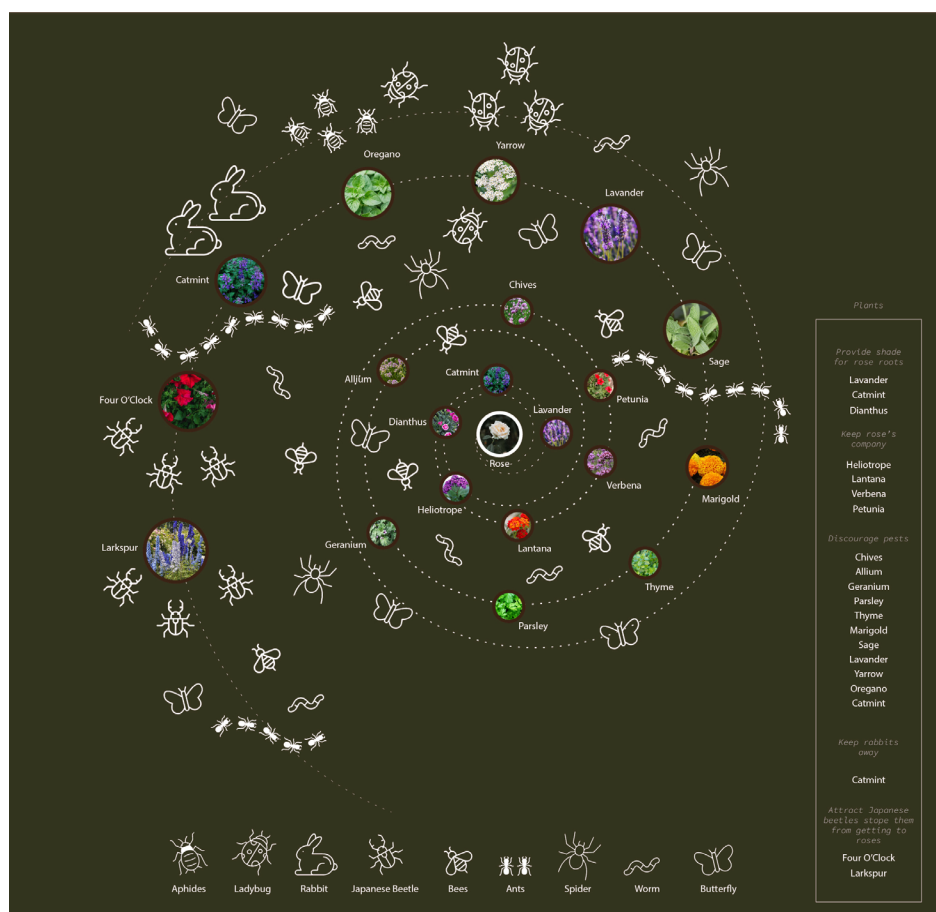 Yarrow
Oregano
Lavander
Catmint
Chives
Sage
Allium
Catmint
Petunia
Four O'Clock
Dianthus
Lavander
Rose
Verbena
Marigold
Heliotrope
Geranium
Lantana
Larkspur
Thyme
Parsley
Plants
Provide shade
for rose roots
Lavander
Catmint
Dianthus
Keep rose's
company
Heliotrope
Lantana
Verbena
Petunia
Discourage pests
Chives
Allium
Geranium
Parsley
Thyme
Marigold
Sage
Lavander
Yarrow
Oregano
Catmint
Keep rabbits
away
Catmint
Attract Japanese
beetles stope them
from getting to
roses
Four O'Clock
Larkspur
Aphides
Ladybug
Rabbit
Japanese Beetle
Bees
Ants
Spider
Worm
Butterfly